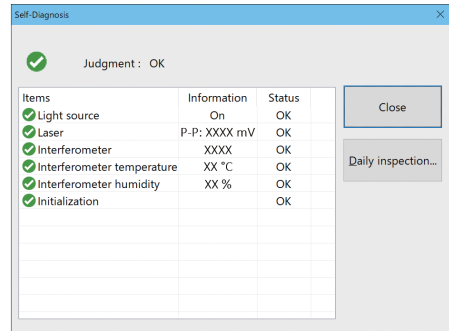 Self-Diagnosis
Judgment : OK
Items Information Status
Light source On OK
Laser P-P: XXXX mV OK
Interferometer XXXX OK
Interferometer temperature XX °C OK
Interferometer humidity XX % OK
Initialization OK
Close
Daily inspection...